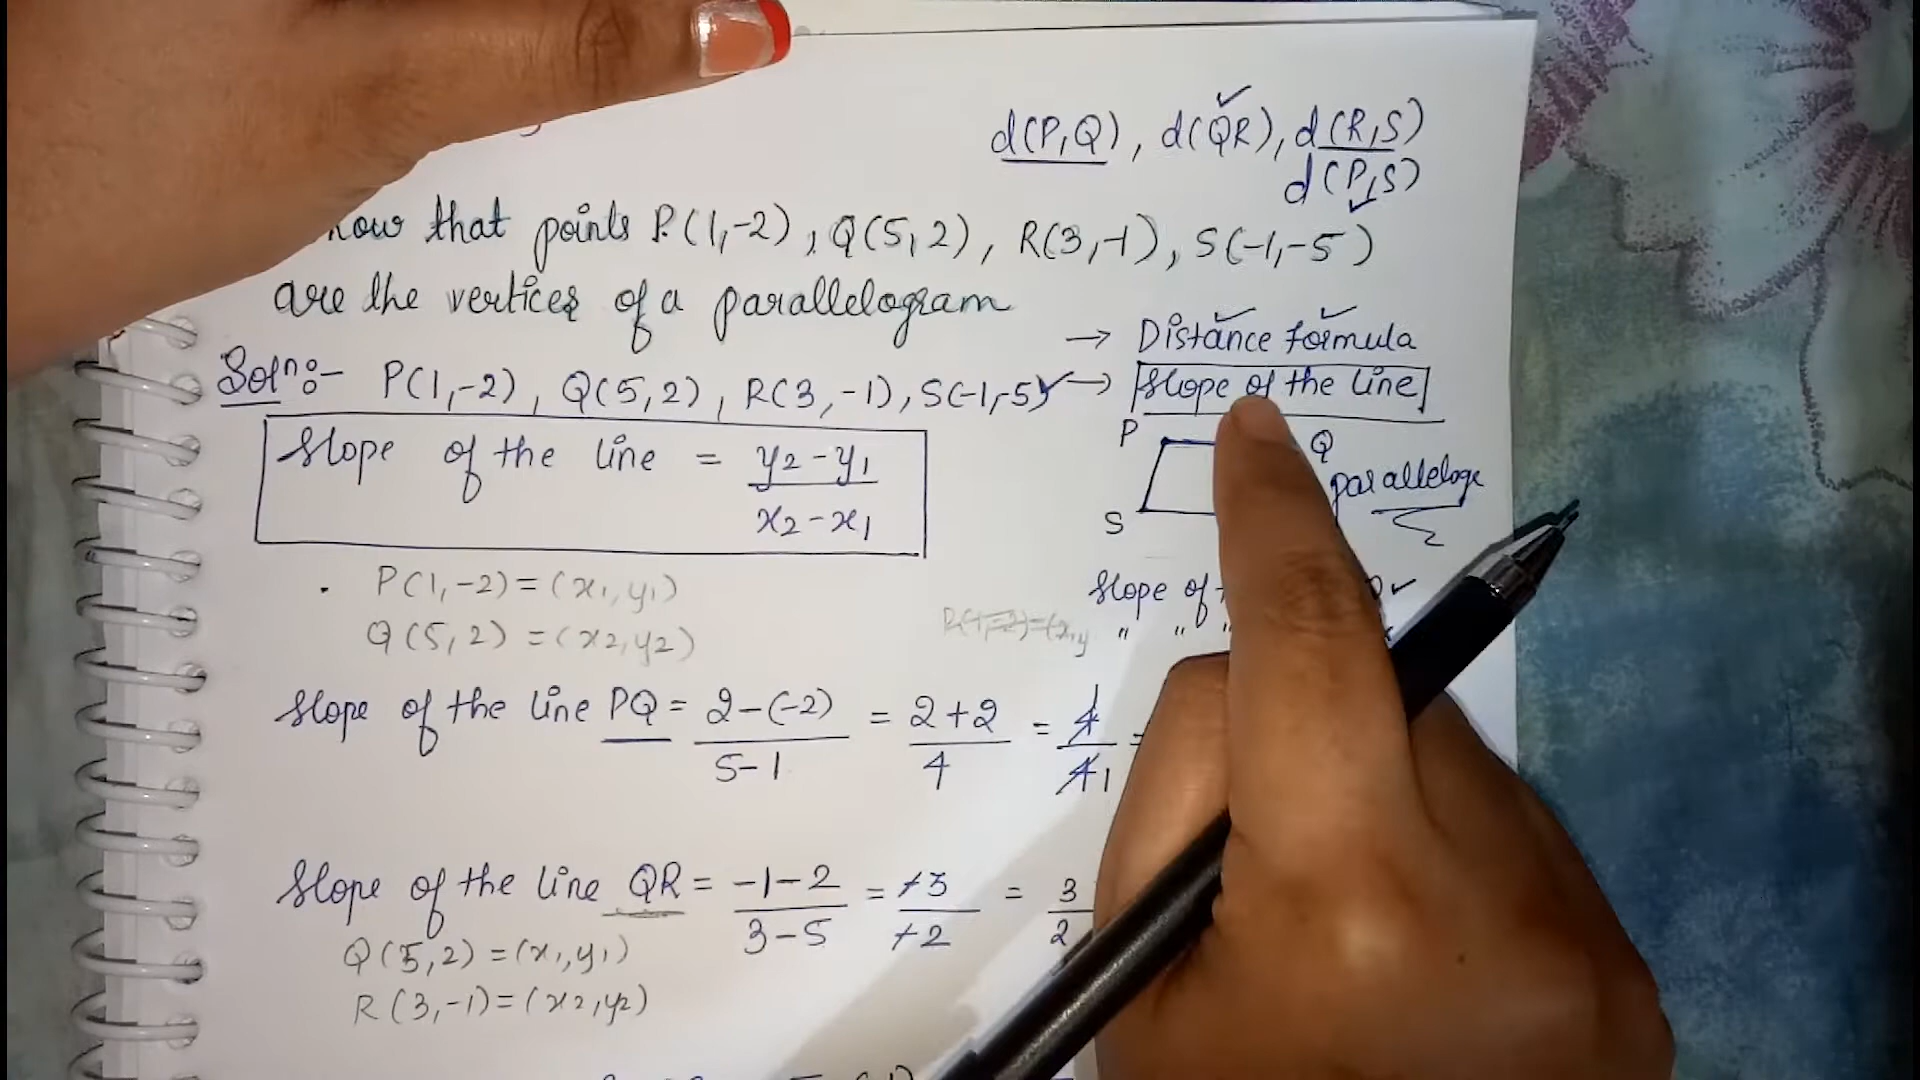 d(P,Q), d(QR), d(R,S)
d(P,S)
how that points P(1,-2), Q(5,2), R(3,-1), S(-1,-5)
are the vertices of a parallelogram
→ Distance formula
Solⁿ:- P(1,-2), Q(5,2), R(3,-1), S(-1,-5) ✓ → Slope of the line
Slope of the line = y2-y1
x2-x1
P Q
parallelog
S
P(1,-2) = (x1,y1)
Slope of
Q(5,2) = (x2,y2)
" " "
Slope of the line PQ = 2-(-2) = 2+2 = 4
5-1 4 4 1
Slope of the line QR = -1-2 = -3 = 3
3-5 -2 2
Q(5,2) = (x1,y1)
R(3,-1) = (x2,y2)